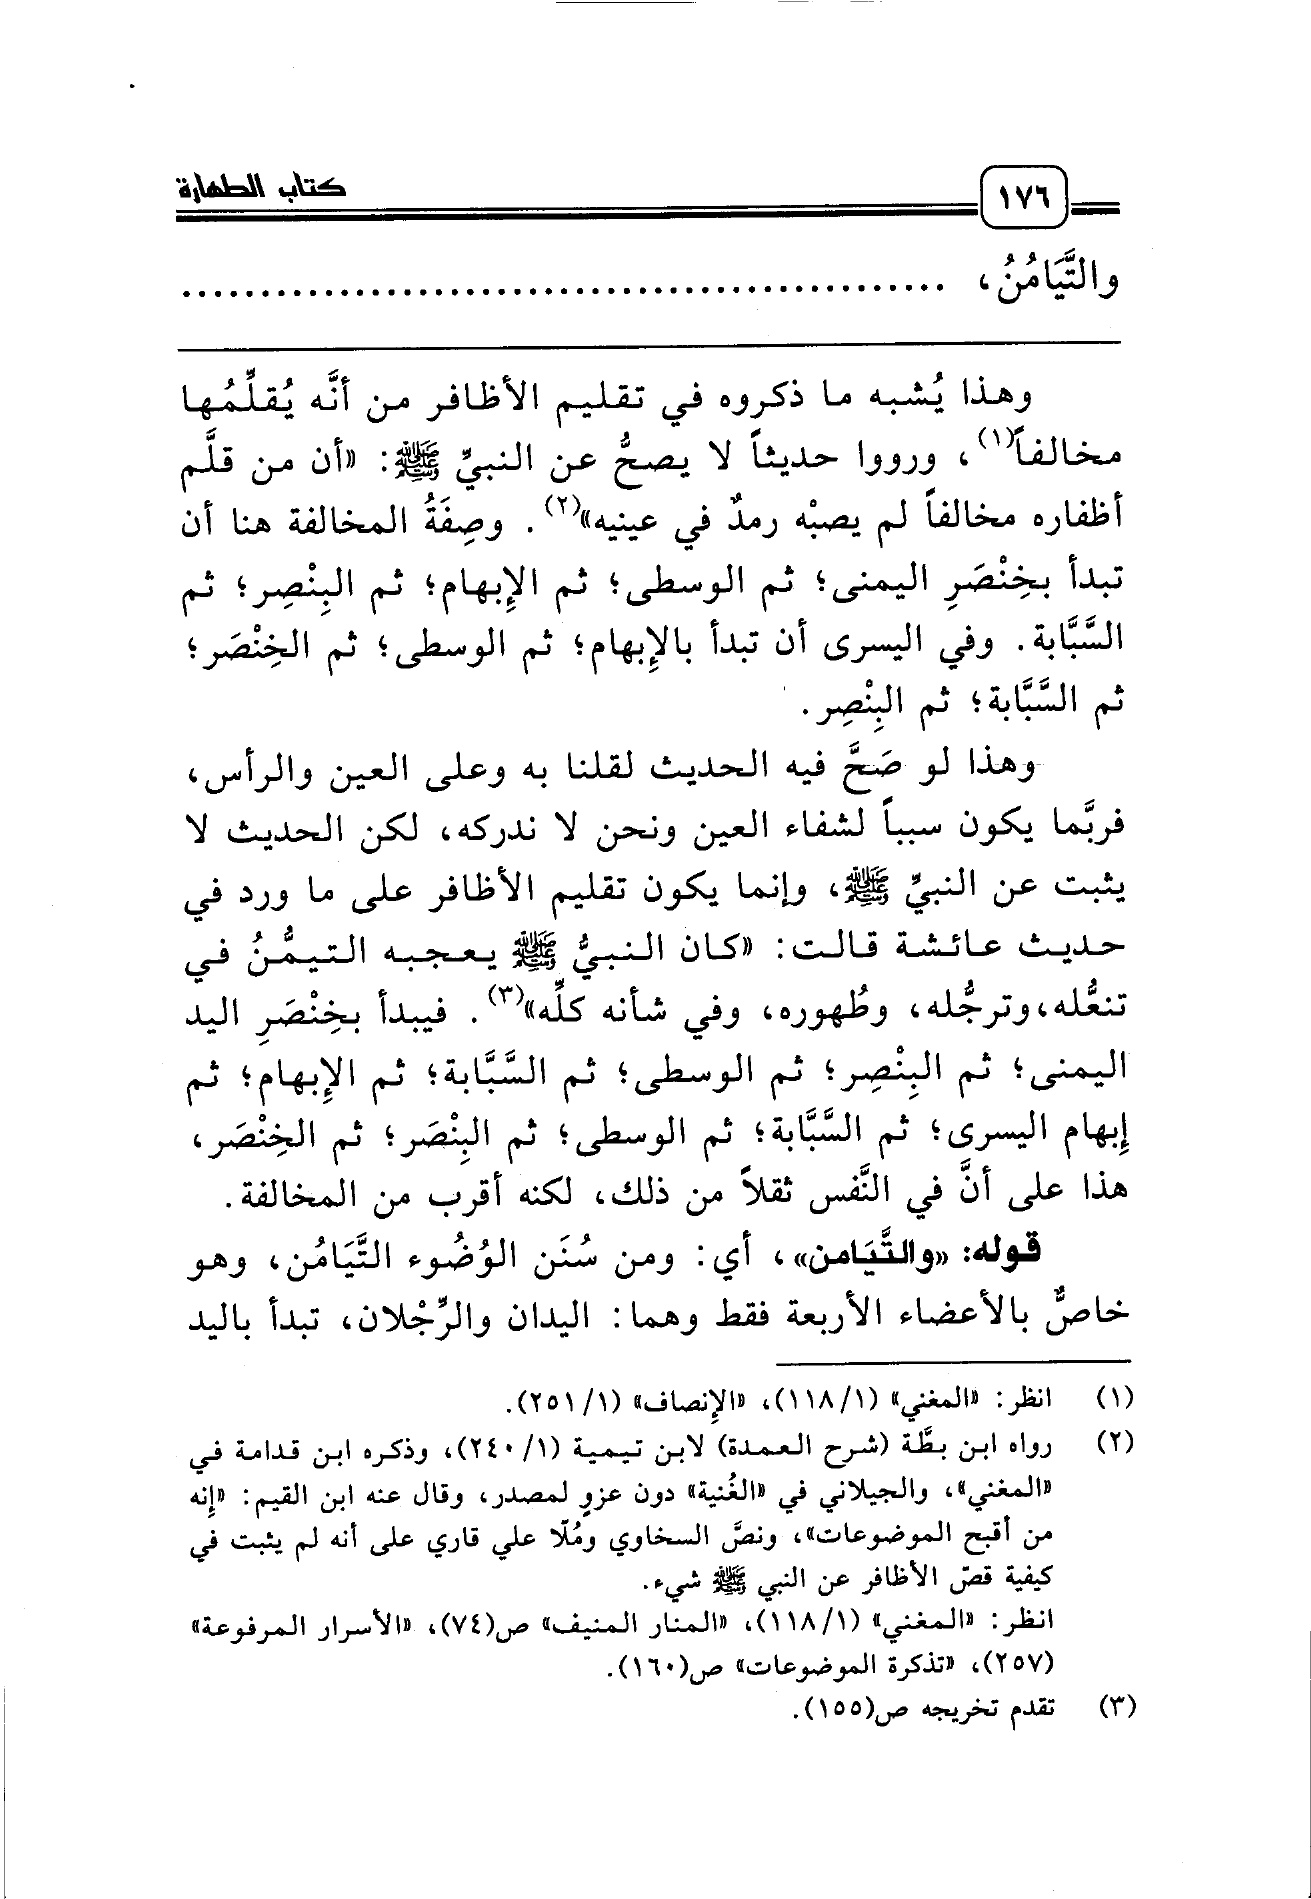 ١٧٦ كتاب الطهارة
والتَّيَامُنُ، ................................................
وهذا يُشبه ما ذكروه في تقليم الأظافر من أنَّه يُقلِّمُها
مخالفاً(١)، ورووا حديثاً لا يصحُّ عن النبيِّ ﷺ: «أن من قلَّم
أظفاره مخالفاً لم يصبْه رمدٌ في عينيه»(٢). وصِفَةُ المخالفة هنا أن
تبدأ بخِنْصَرِ اليمنى؛ ثم الوسطى؛ ثم الإِبهام؛ ثم البِنْصِر؛ ثم
السَّبَّابة. وفي اليسرى أن تبدأ بالإِبهام؛ ثم الوسطى؛ ثم الخِنْصَر؛
ثم السَّبَّابة؛ ثم البِنْصِر.
وهذا لو صَحَّ فيه الحديث لقلنا به وعلى العين والرأس،
فربَّما يكون سبباً لشفاء العين ونحن لا ندركه، لكن الحديث لا
يثبت عن النبيِّ ﷺ، وإنما يكون تقليم الأظافر على ما ورد في
حديث عائشة قالت: «كان النبيُّ ﷺ يعجبه التيمُّنُ في
تنعُّله،وترجُّله، وطُهوره، وفي شأنه كلِّه»(٣). فيبدأ بخِنْصَرِ اليد
اليمنى؛ ثم البِنْصِر؛ ثم الوسطى؛ ثم السَّبَّابة؛ ثم الإِبهام؛ ثم
إِبهام اليسرى؛ ثم السَّبَّابة؛ ثم الوسطى؛ ثم البِنْصَر؛ ثم الخِنْصَر،
هذا على أنَّ في النَّفس ثقلاً من ذلك، لكنه أقرب من المخالفة.
قوله: «والتَّيَامن»، أي: ومن سُنَن الوُضُوء التَّيَامُن، وهو
خاصٌّ بالأعضاء الأربعة فقط وهما: اليدان والرِّجْلان، تبدأ باليد
(١) انظر: «المغني» (١/ ١١٨)، «الإِنصاف» (١/ ٢٥١).
(٢) رواه ابن بطَّة (شرح العمدة) لابن تيمية (١/ ٢٤٠)، وذكره ابن قدامة في
«المغني»، والجيلاني في «الغُنية» دون عزوٍ لمصدر، وقال عنه ابن القيم: «إِنه
من أقبح الموضوعات»، ونصَّ السخاوي ومُلّا علي قاري على أنه لم يثبت في
كيفية قصّ الأظافر عن النبي ﷺ شيء.
انظر: «المغني» (١/ ١١٨)، «المنار المنيف» ص(٧٤)، «الأسرار المرفوعة»
(٢٥٧)، «تذكرة الموضوعات» ص(١٦٠).
(٣) تقدم تخريجه ص(١٥٥).